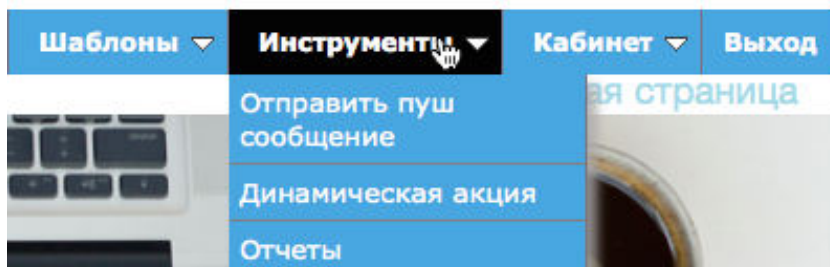 Шаблоны Инструменты Кабинет Выход
ая страница
Отправить пуш
сообщение
Динамическая акция
Отчеты